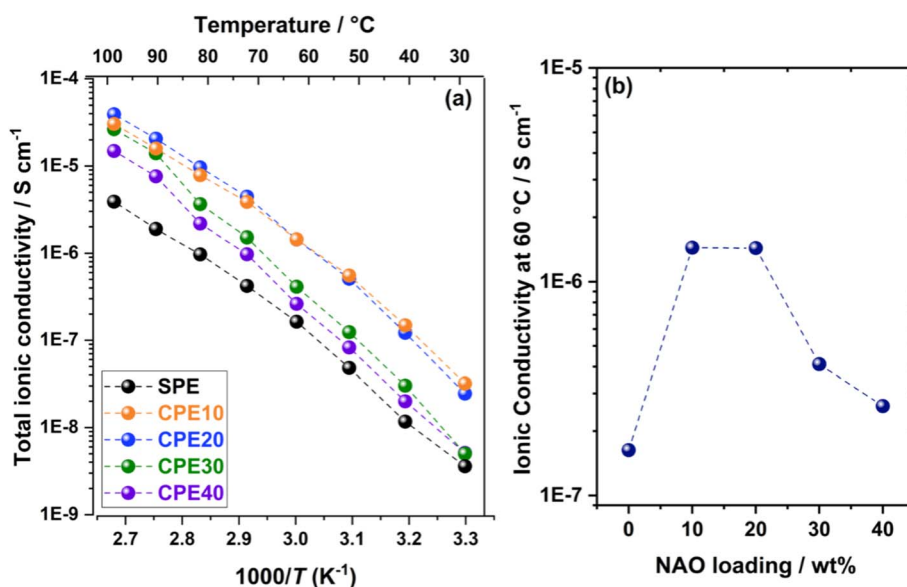 Temperature / °C
100 90 80 70 60 50 40 30
(a)
Total ionic conductivity / S cm⁻¹
1E-4
1E-5
1E-6
1E-7
1E-8
1E-9
SPE
CPE10
CPE20
CPE30
CPE40
2.7 2.8 2.9 3.0 3.1 3.2 3.3
1000/T (K⁻¹)
(b)
Ionic Conductivity at 60 °C / S cm⁻¹
1E-5
1E-6
1E-7
0 10 20 30 40
NAO loading / wt%